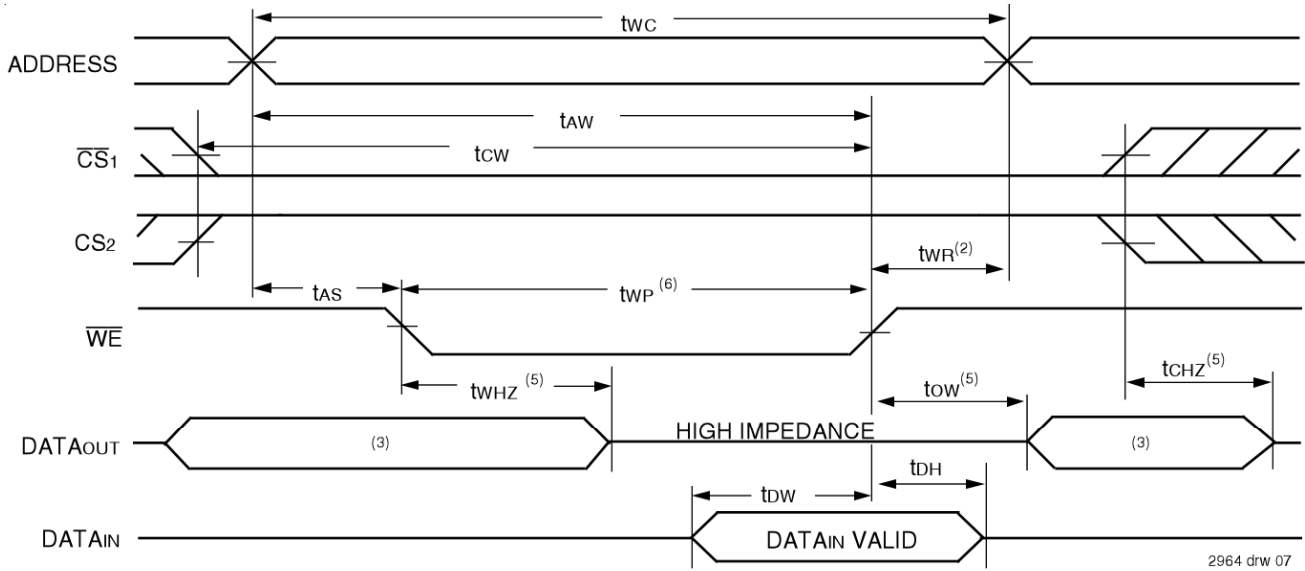 tWC
ADDRESS
tAW
tCW
CS1
CS2
tWR(2)
tAS
tWP (6)
WE
tWHZ (5)
tOW(5)
tCHZ(5)
DATAOUT
(3)
HIGH IMPEDANCE
(3)
tDW
tDH
DATAIN
DATAIN VALID
2964 drw 07